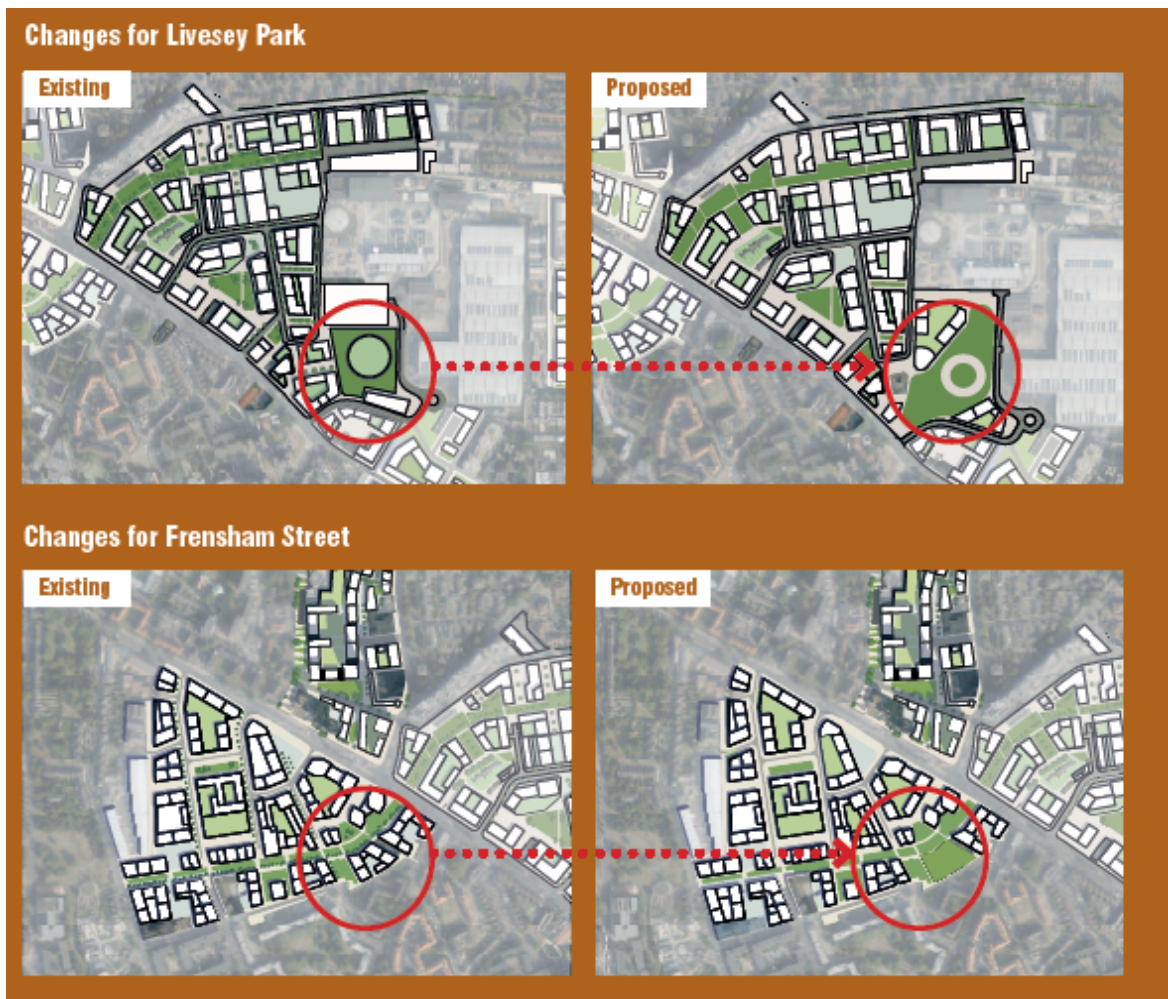 Changes for Livesey Park
Existing
Proposed
Changes for Frensham Street
Existing
Proposed